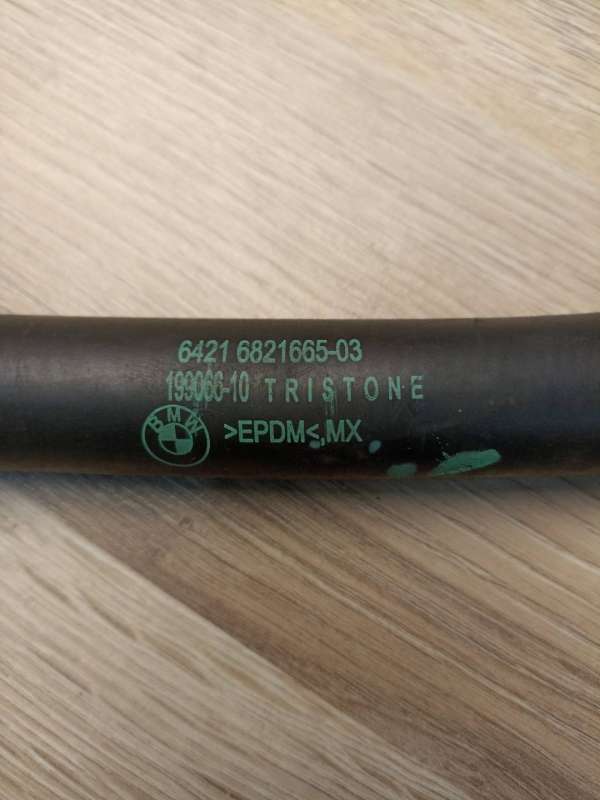 6421 6821665-03
199066-10 TRISTONE
BMW >EPDM<,MX